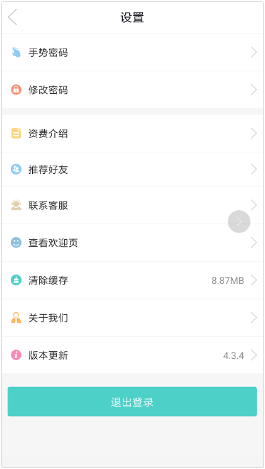 设置
手势密码
修改密码
资费介绍
推荐好友
联系客服
查看欢迎页
清除缓存 8.87MB
关于我们
版本更新 4.3.4
退出登录